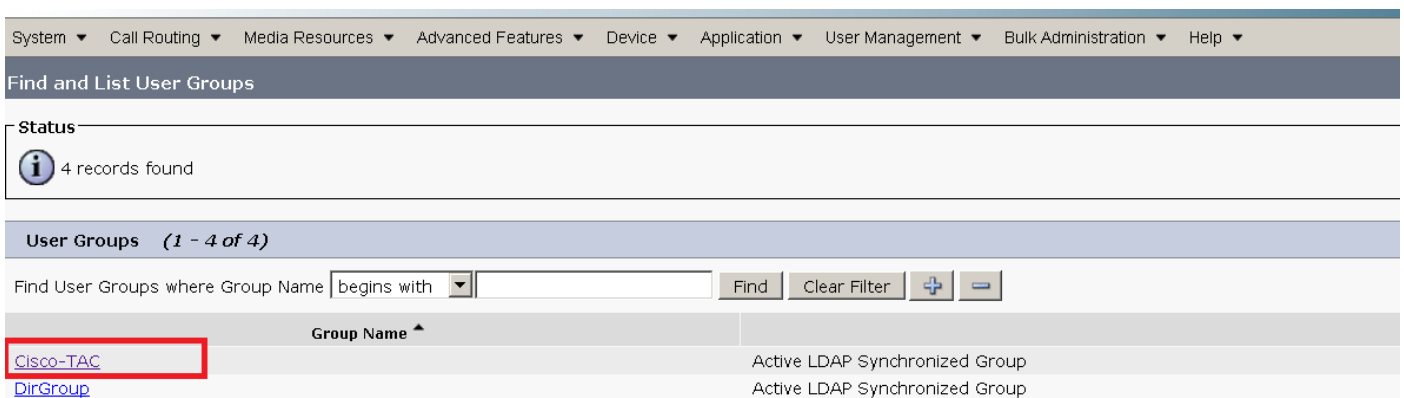 System Call Routing Media Resources Advanced Features Device Application User Management Bulk Administration Help
Find and List User Groups
Status
4 records found
User Groups (1 - 4 of 4)
Find User Groups where Group Name begins with Find Clear Filter
Group Name
Cisco-TAC Active LDAP Synchronized Group
DirGroup Active LDAP Synchronized Group